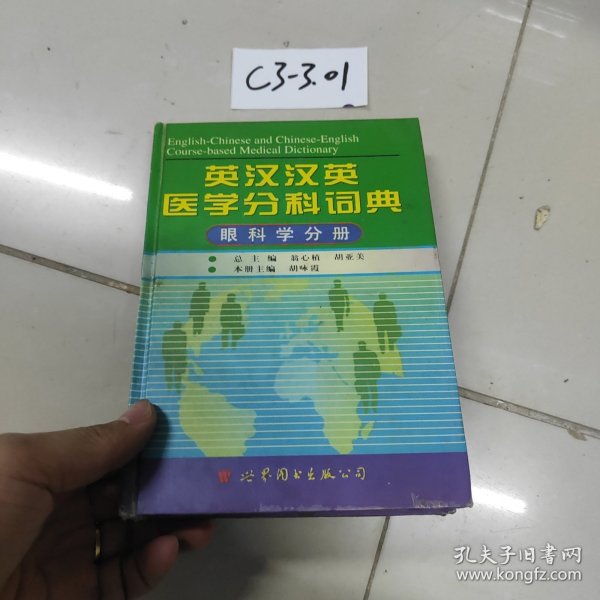 C3-3.01
English-Chinese and Chinese-English
Course-based Medical Dictionary
英汉汉英
医学分科词典
眼科学分册
● 总主编 翁心植 胡亚美
● 本册主编 胡咏霞
世界图书出版公司
孔夫子旧书网
www.kongfz.com